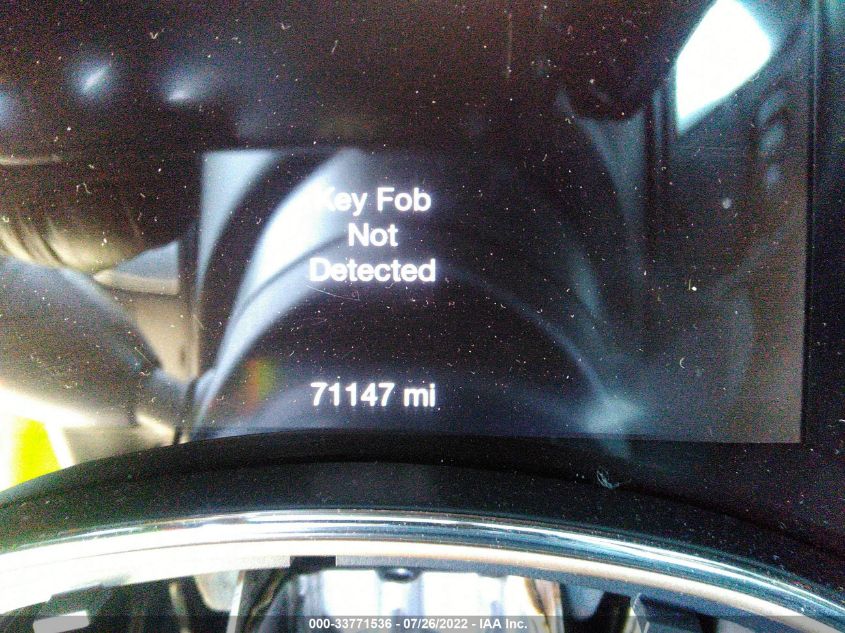 Key Fob
Not
Detected
71147 mi
000-33771536 - 07/26/2022 - IAA Inc.